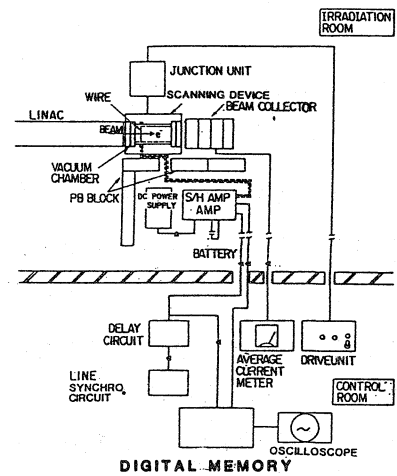 IRRADIATION
ROOM
JUNCTION UNIT
SCANNING DEVICE
BEAM COLLECTOR
WIRE
LINAC
BEAM
e⁻
VACUUM
CHAMBER
PB BLOCK
DC POWER
SUPPLY
S/H AMP
AMP
BATTERY
DELAY
CIRCUIT
AVERAGE
CURRENT
METER
DRIVEUNIT
LINE
SYNCHRO
CIRCUIT
CONTROL
ROOM
OSCILLOSCOPE
DIGITAL MEMORY